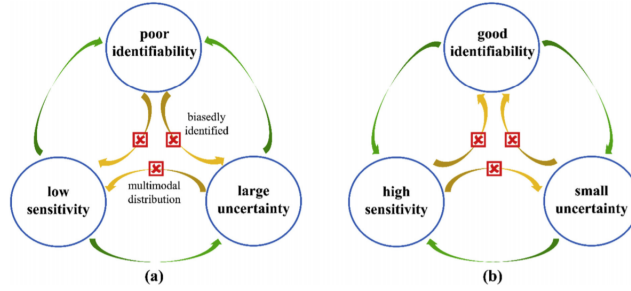 poor
identifiability
biasedly
identified
low
sensitivity
multimodal
distribution
large
uncertainty
(a)
good
identifiability
high
sensitivity
small
uncertainty
(b)